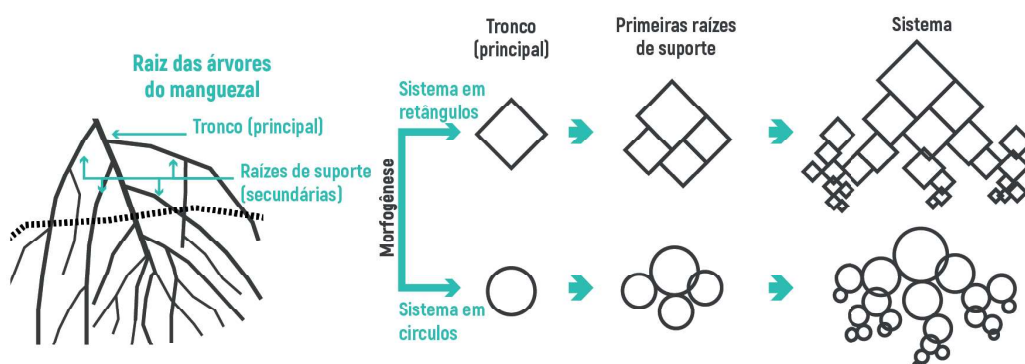 Raiz das árvores
do manguezal
Tronco (principal)
Raízes de suporte
(secundárias)
Morfogênese
Sistema em
retângulos
Sistema em
círculos
Tronco
(principal)
Primeiras raízes
de suporte
Sistema